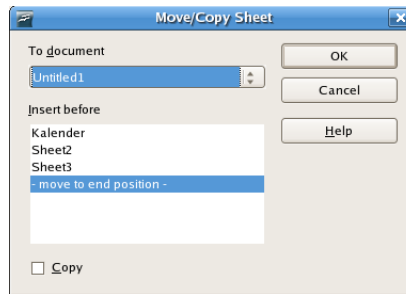 Move/Copy Sheet
To document
Untitled1
Insert before
Kalender
Sheet2
Sheet3
- move to end position -
Copy
OK
Cancel
Help